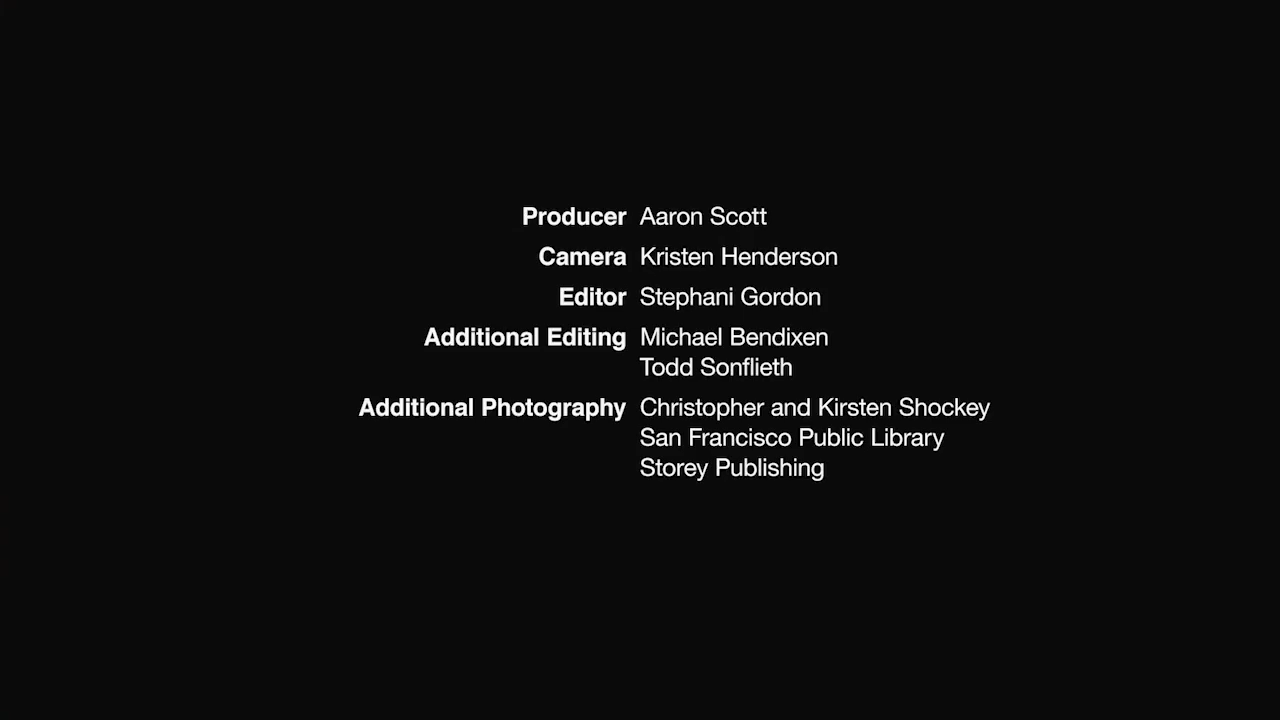 Producer Aaron Scott
Camera Kristen Henderson
Editor Stephani Gordon
Additional Editing Michael Bendixen
Todd Sonflieth
Additional Photography Christopher and Kirsten Shockey
San Francisco Public Library
Storey Publishing